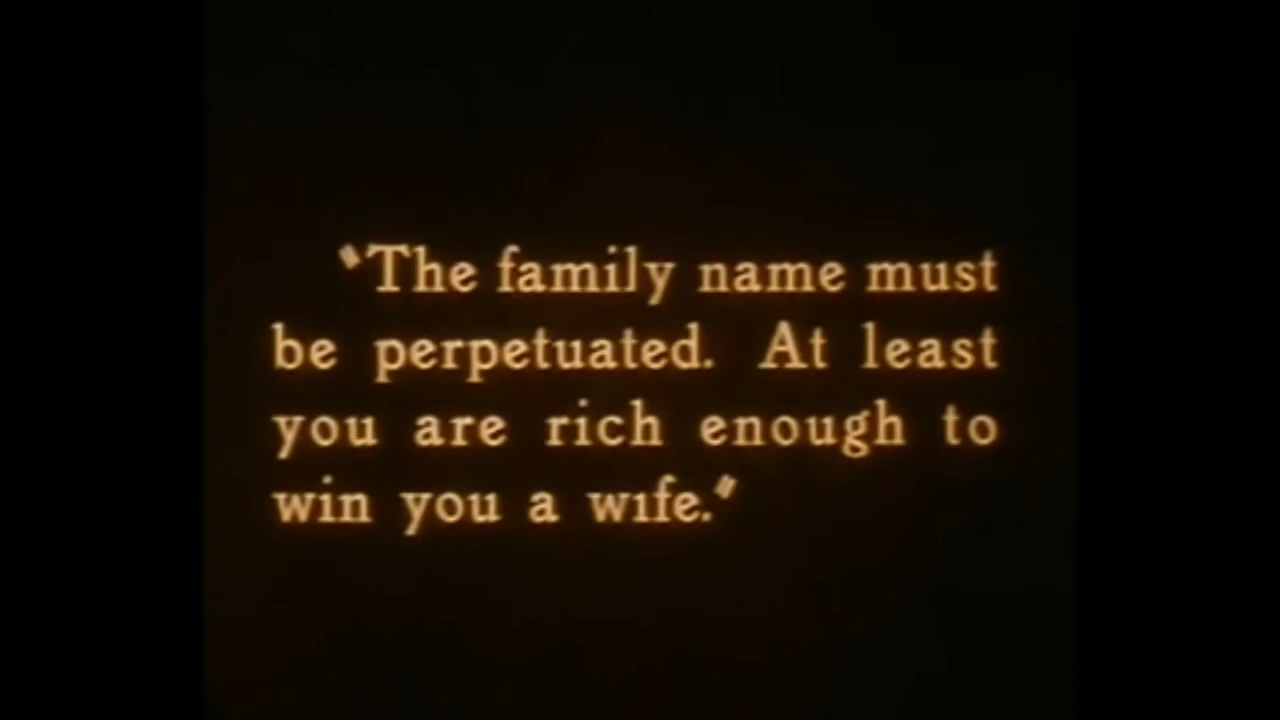 "The family name must
be perpetuated. At least
you are rich enough to
win you a wife."